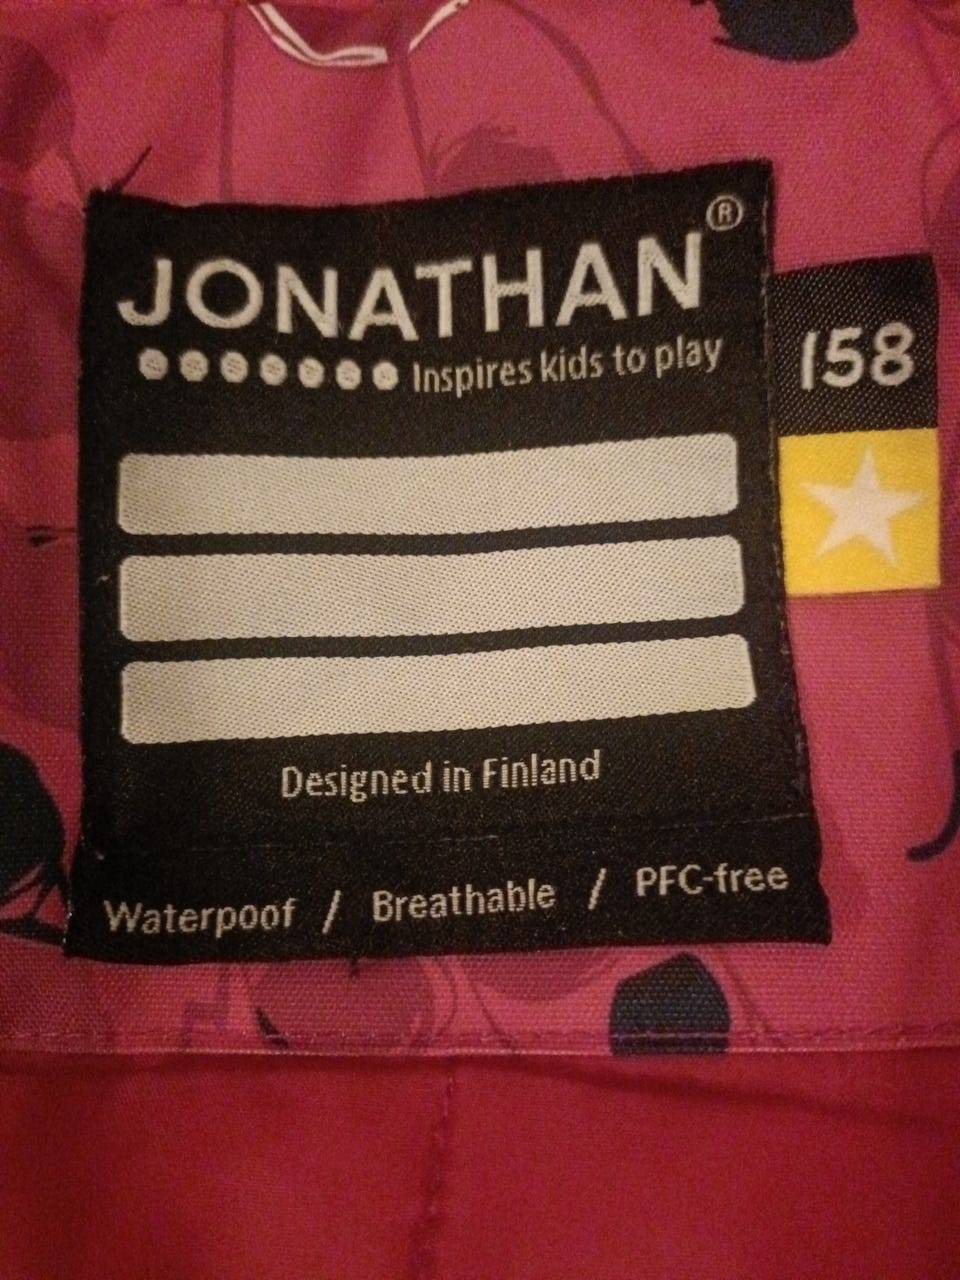 JONATHAN®
Inspires kids to play
158
Designed in Finland
Waterpoof / Breathable / PFC-free